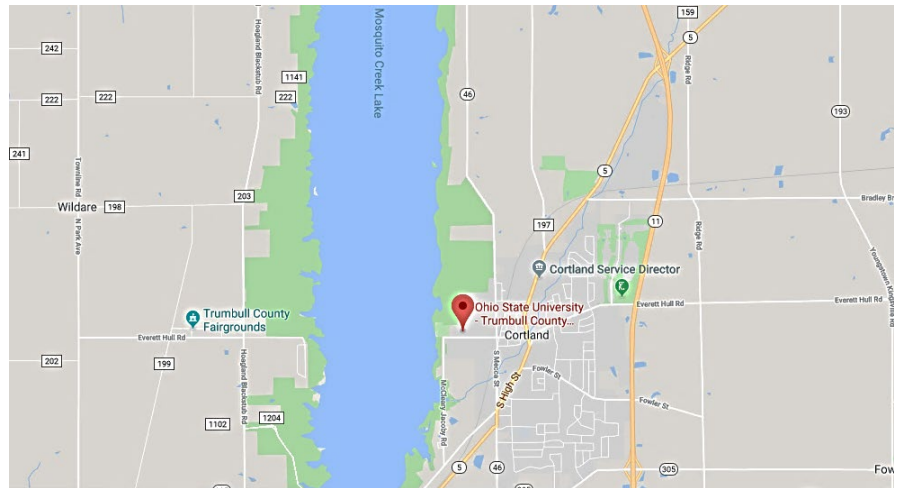 159
5
242
Hoagland Blackstub Rd
Mosquito Creek Lake
1141
222
222
222
46
Ridge Rd
193
241
Townline Rd
N Park Ave
5
203
Wildare
198
Bradley
197
11
Ridge Rd
Cortland Service Director
Everett Hull Rd
Everett Hull Rd
Trumbull County
Fairgrounds
Ohio State University
- Trumbull County...
Cortland
Everett Hull Rd
202
199
Hoagland Blackstub Rd
S Mecca St
McCleary Jacoby Rd
S High St
Fowler St
Fowler St
1204
1102
5
46
305